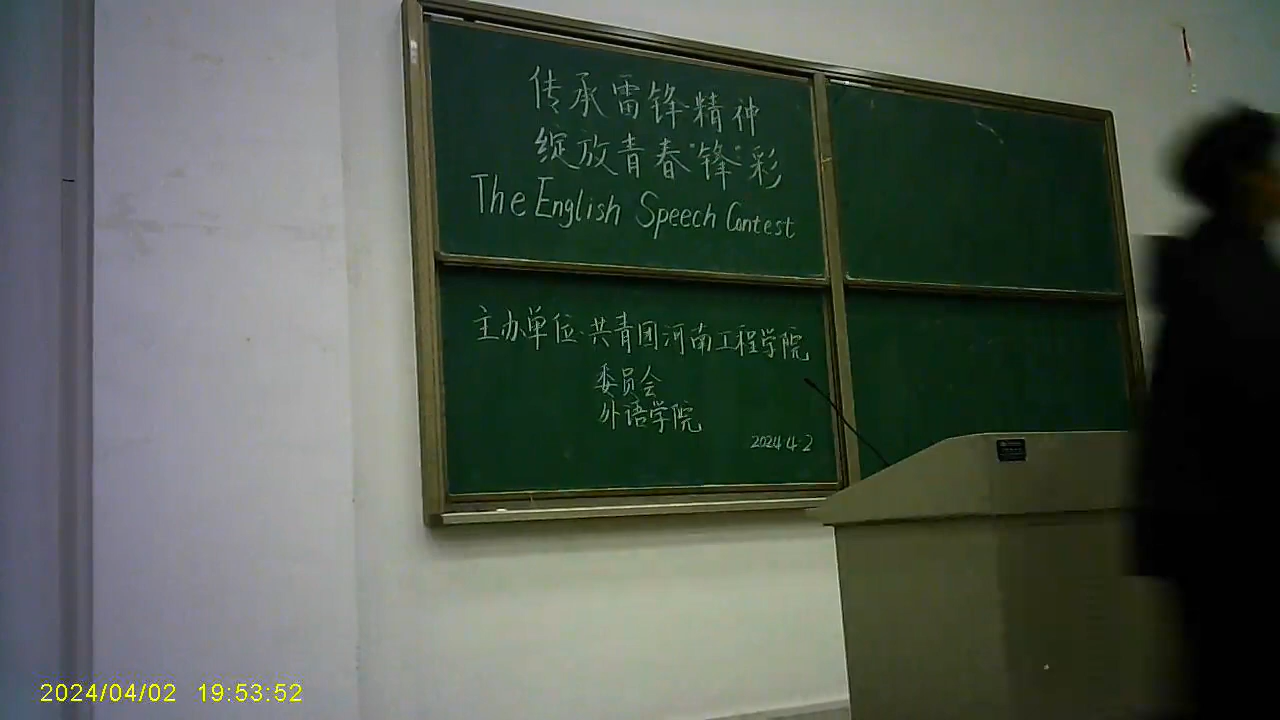 传承雷锋精神
绽放青春"锋"彩
The English Speech Contest
主办单位:共青团河南工程学院
委员会
外语学院
2024.4.2
2024/04/02 19:53:52